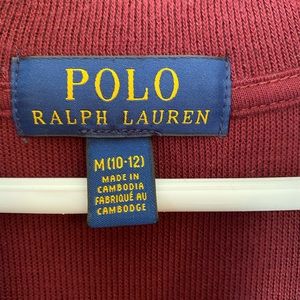 POLO
RALPH LAUREN
M (10-12)
MADE IN
CAMBODIA
FABRIQUÉ AU
CAMBODGE